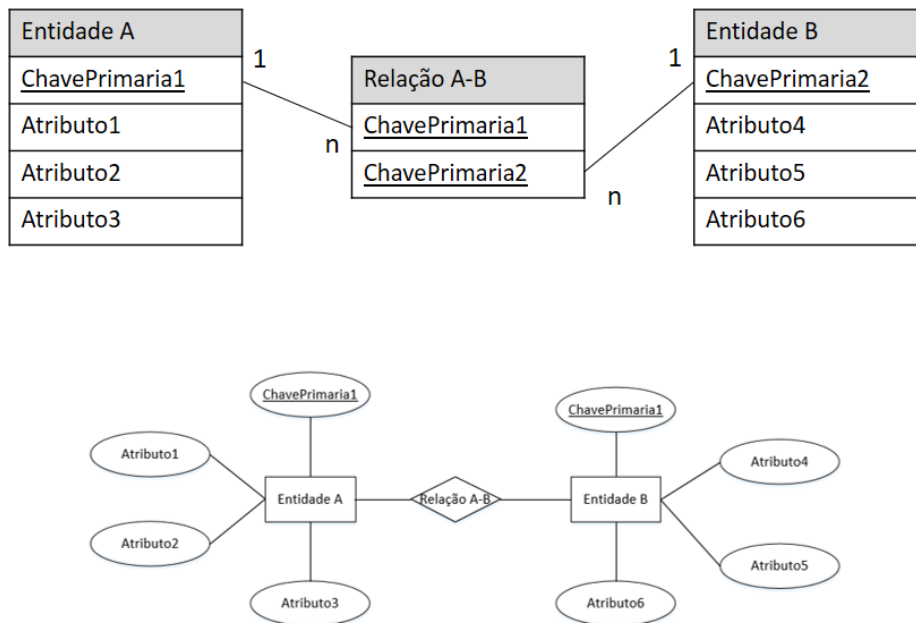 Entidade A
ChavePrimaria1
Atributo1
Atributo2
Atributo3
1
n
Relação A-B
ChavePrimaria1
ChavePrimaria2
1
n
Entidade B
ChavePrimaria2
Atributo4
Atributo5
Atributo6
ChavePrimaria1
Atributo1
Entidade A
Atributo2
Atributo3
Relação A-B
ChavePrimaria1
Atributo4
Entidade B
Atributo5
Atributo6